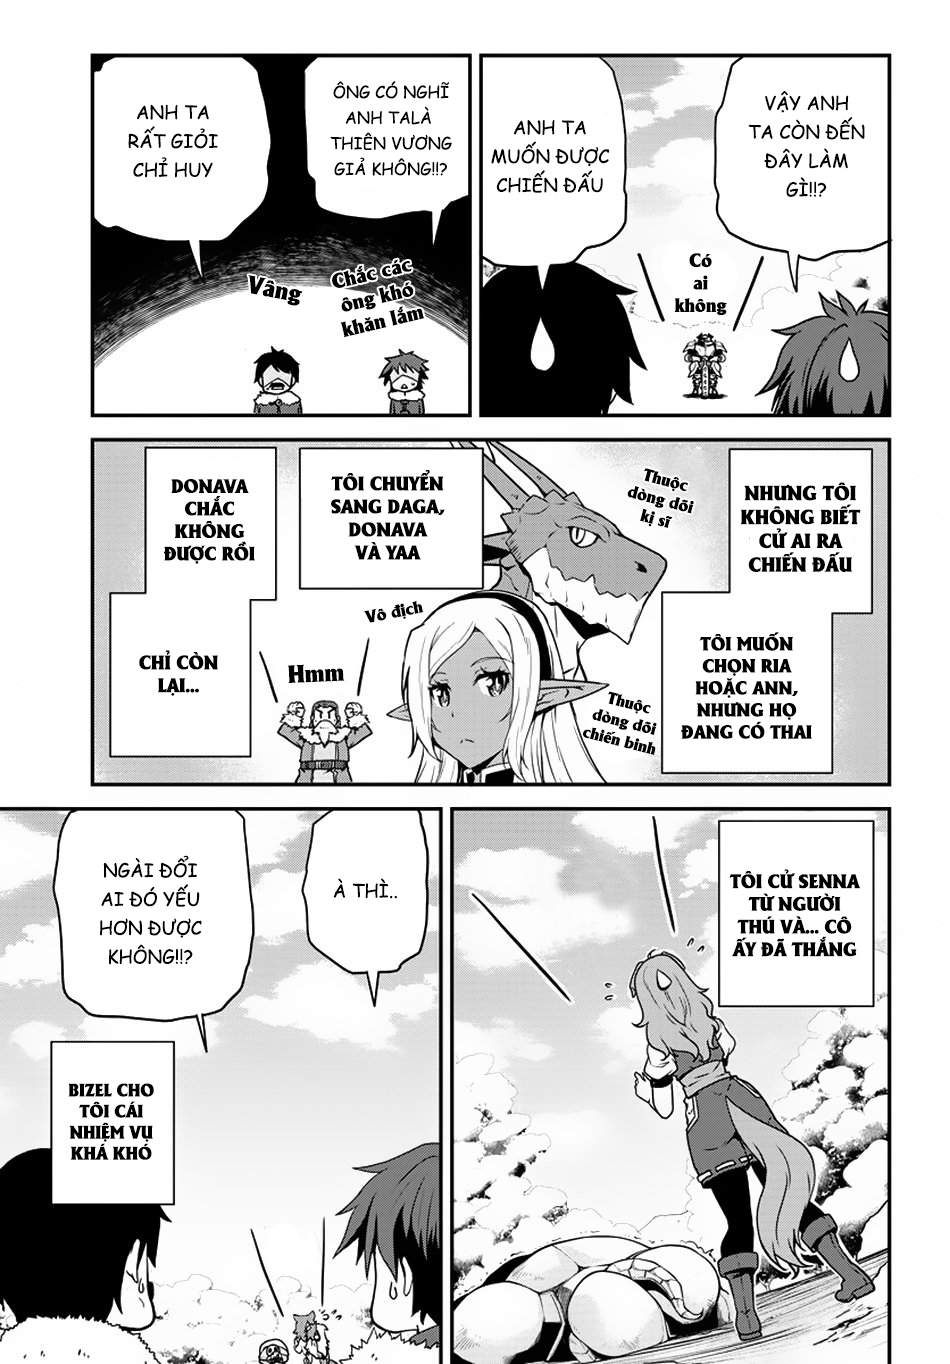 VẬY ANH
TA CÒN ĐẾN
ĐÂY LÀM
GÌ!!?
Có
ai
không
ANH TA
MUỐN ĐƯỢC
CHIẾN ĐẤU
ÔNG CÓ NGHĨ
ANH TALÀ
THIÊN VƯƠNG
GIẢ KHÔNG!!?
Chắc các
ông khó
khăn lắm
ANH TA
RẤT GIỎI
CHỈ HUY
Vâng
NHƯNG TÔI
KHÔNG BIẾT
CỬ AI RA
CHIẾN ĐẤU
TÔI MUỐN
CHỌN RIA
HOẶC ANN,
NHƯNG HỌ
ĐANG CÓ THAI
Thuộc
dòng dõi
kị sĩ
Thuộc
dòng dõi
chiến binh
TÔI CHUYỂN
SANG DAGA,
DONAVA
VÀ YAA
Vô địch
Hmm
DONAVA
CHẮC
KHÔNG
ĐƯỢC RỒI
CHỈ CÒN
LẠI...
TÔI CỬ SENNA
TỪ NGƯỜI
THÚ VÀ... CÔ
ẤY ĐÃ THẮNG
À THÌ..
NGÀI ĐỔI
AI ĐÓ YẾU
HƠN ĐƯỢC
KHÔNG!!?
BIZEL CHO
TÔI CÁI
NHIỆM VỤ
KHÁ KHÓ